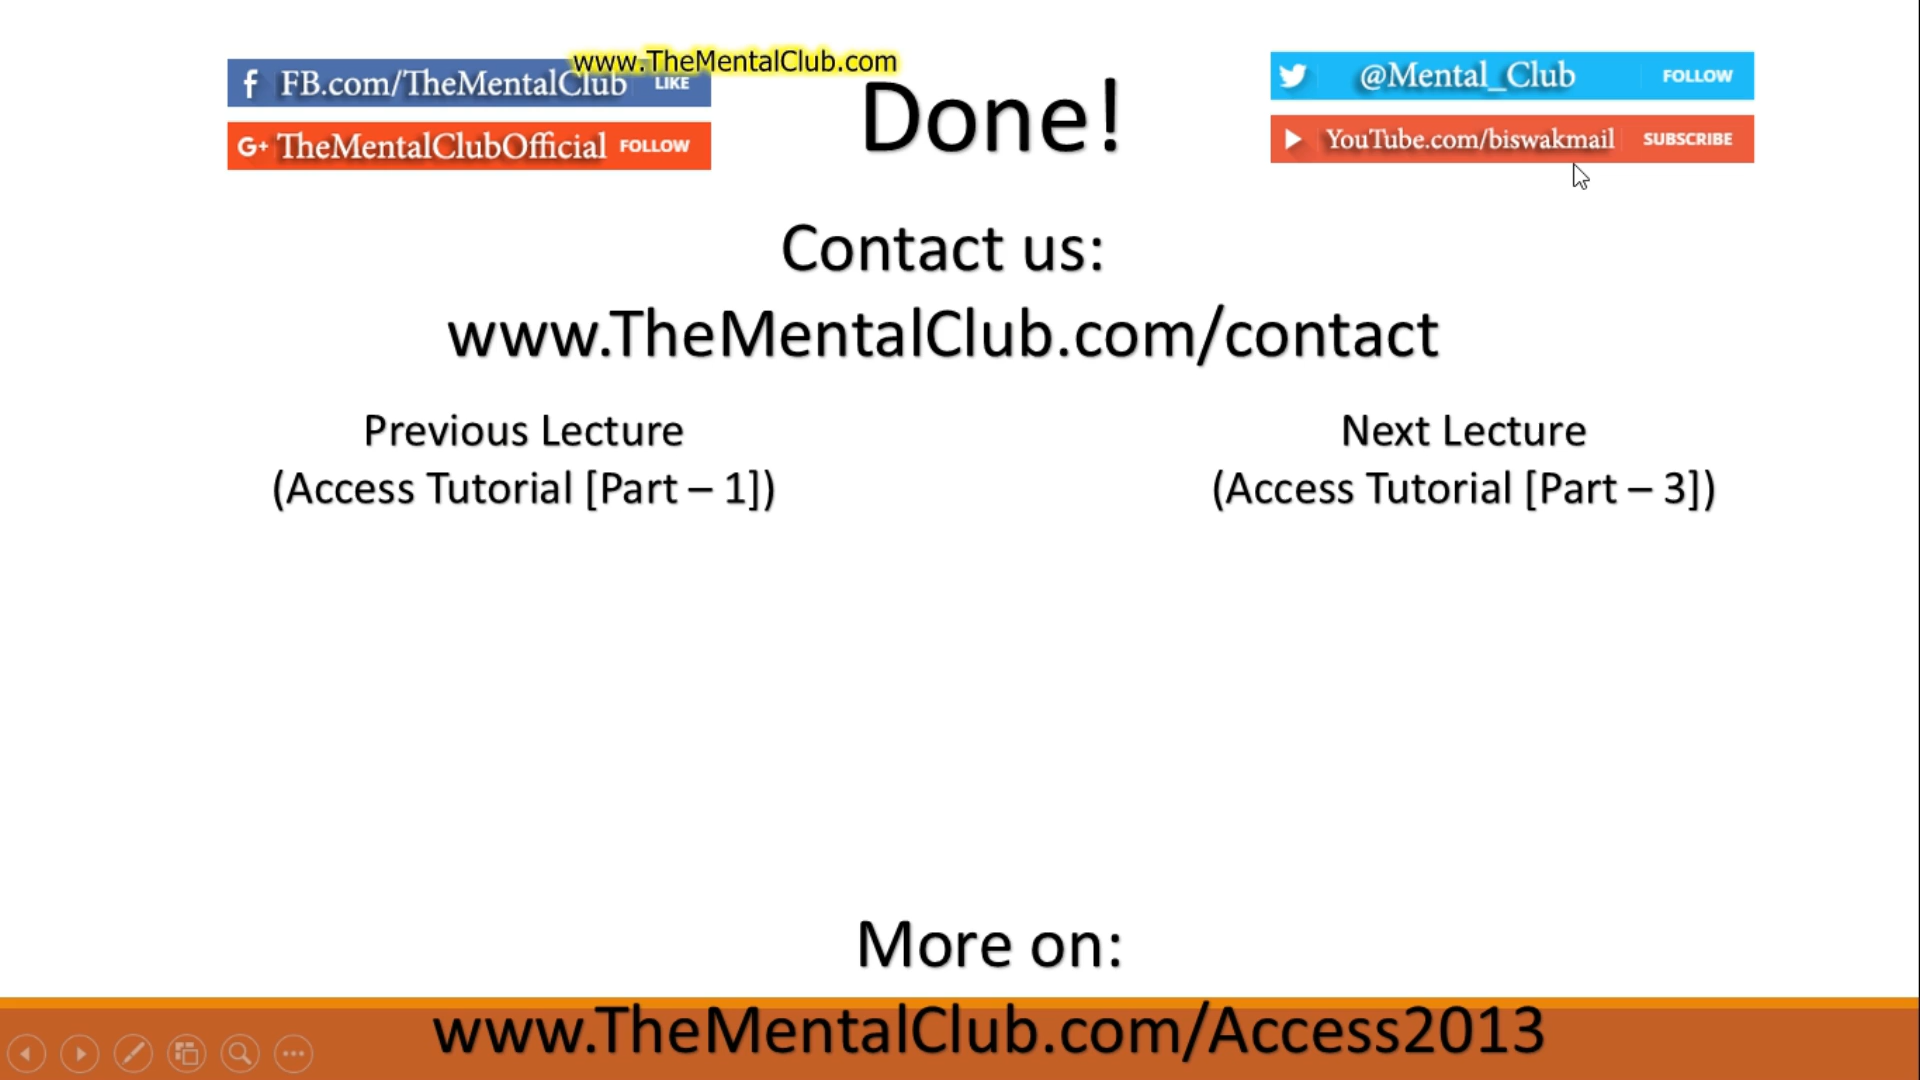 www.TheMentalClub.com
FB.com/TheMentalClub LIKE
G+ TheMentalClubOfficial FOLLOW
Done!
@Mental_Club FOLLOW
YouTube.com/biswakmail SUBSCRIBE
Contact us:
www.TheMentalClub.com/contact
Previous Lecture
(Access Tutorial [Part – 1])
Next Lecture
(Access Tutorial [Part – 3])
More on:
www.TheMentalClub.com/Access2013